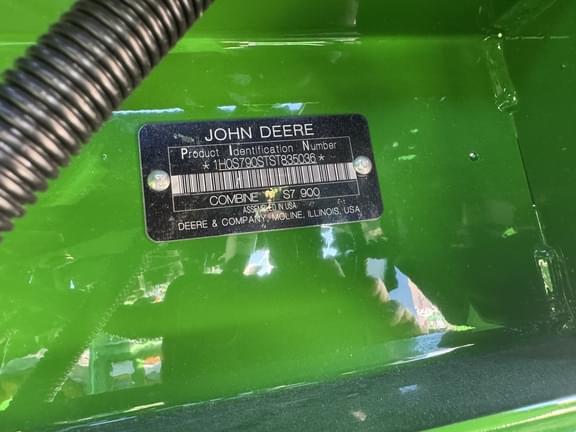 JOHN DEERE
Product Identification Number
*1H0S790STST835036*
COMBINE S7 900
ASSEMBLED IN USA
DEERE & COMPANY, MOLINE, ILLINOIS, USA